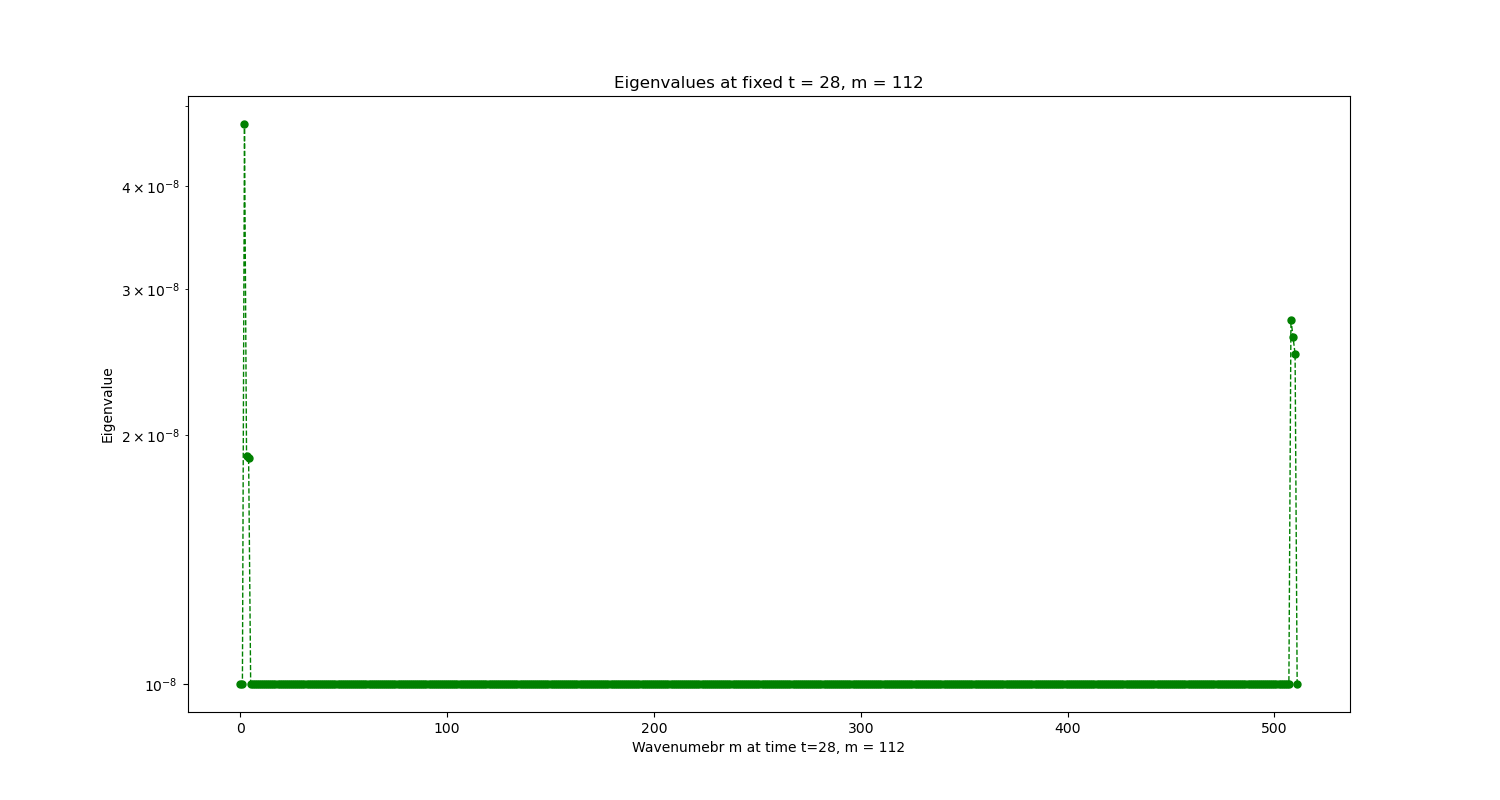 Eigenvalues at fixed t = 28, m = 112
4 × 10⁻⁸
3 × 10⁻⁸
2 × 10⁻⁸
10⁻⁸
Eigenvalue
0 100 200 300 400 500
Wavenumebr m at time t=28, m = 112